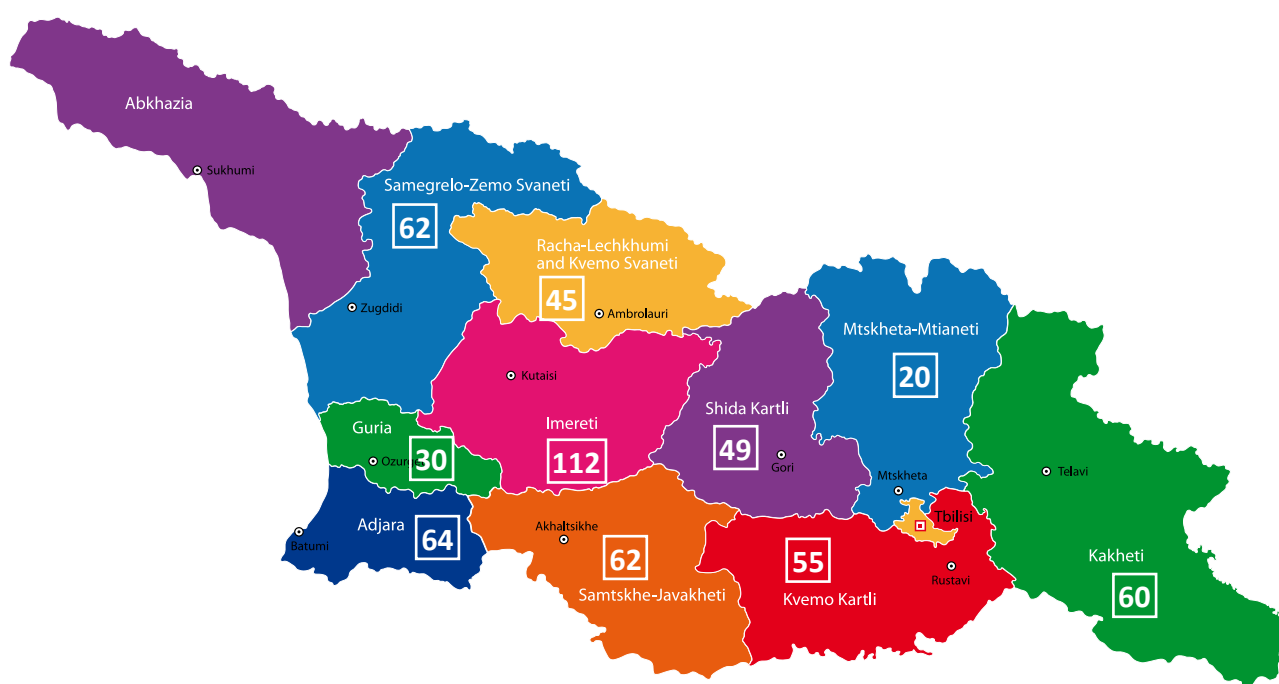 Abkhazia
Sukhumi
Samegrelo-Zemo Svaneti
62
Racha-Lechkhumi
and Kvemo Svaneti
45
Ambrolauri
Zugdidi
Mtskheta-Mtianeti
20
Kutaisi
Imereti
112
Shida Kartli
49
Gori
Guria
30
Mtskheta
Telavi
Adjara
64
Batumi
Akhaltsikhe
62
Samtskhe-Javakheti
Tbilisi
55
Kvemo Kartli
Rustavi
Kakheti
60